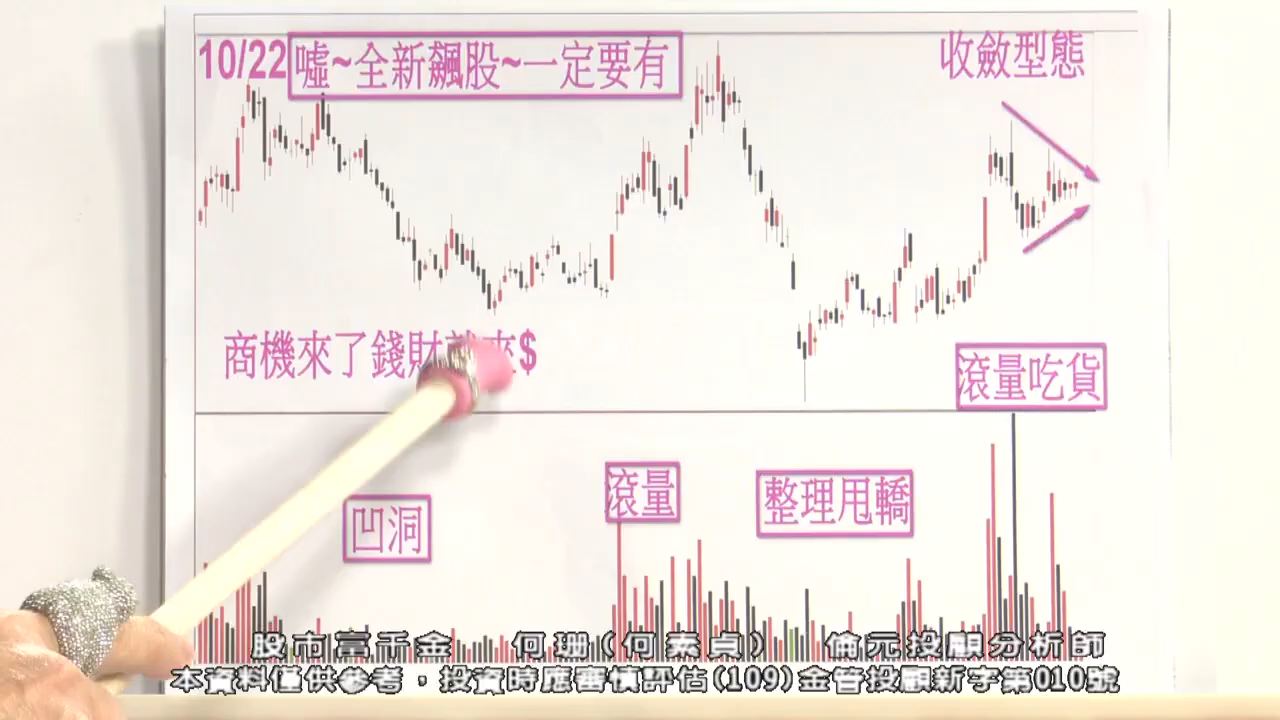 10/22 噓~全新飆股~一定要有
收斂型態
商機來了錢財就來$
滾量吃貨
滾量
整理甩轎
凹洞
股市富千金 何珊(何素貞) 倫元投顧分析師
本資料僅供參考，投資時應審慎評估(109)金管投顧新字第010號